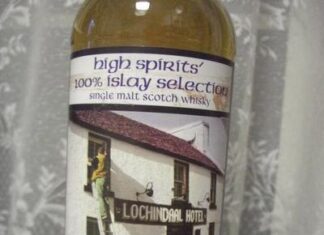 high spirits'
100% islay selection
single malt scotch whisky
LOCHINDAAL HOTEL